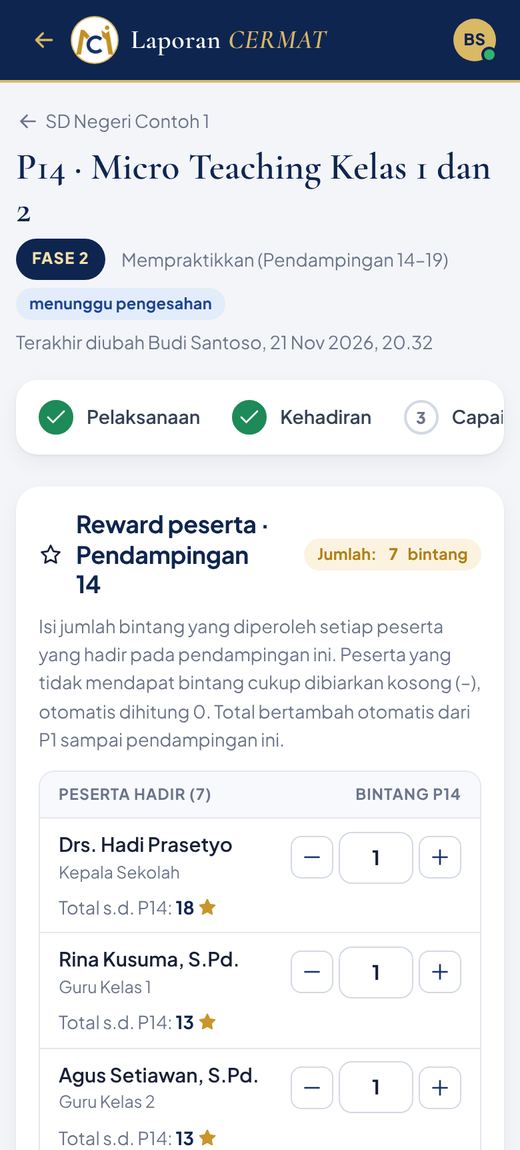 Laporan CERMAT
BS
← SD Negeri Contoh 1
P14 · Micro Teaching Kelas 1 dan
2
FASE 2 Mempraktikkan (Pendampingan 14–19)
menunggu pengesahan
Terakhir diubah Budi Santoso, 21 Nov 2026, 20.32
Pelaksanaan Kehadiran 3 Capai
Reward peserta ·
Pendampingan
14
Jumlah: 7 bintang
Isi jumlah bintang yang diperoleh setiap peserta
yang hadir pada pendampingan ini. Peserta yang
tidak mendapat bintang cukup dibiarkan kosong (–),
otomatis dihitung 0. Total bertambah otomatis dari
P1 sampai pendampingan ini.
PESERTA HADIR (7) BINTANG P14
Drs. Hadi Prasetyo
Kepala Sekolah
− 1 +
Total s.d. P14: 18 ★
Rina Kusuma, S.Pd.
Guru Kelas 1
− 1 +
Total s.d. P14: 13 ★
Agus Setiawan, S.Pd.
Guru Kelas 2
− 1 +
Total s.d. P14: 13 ★